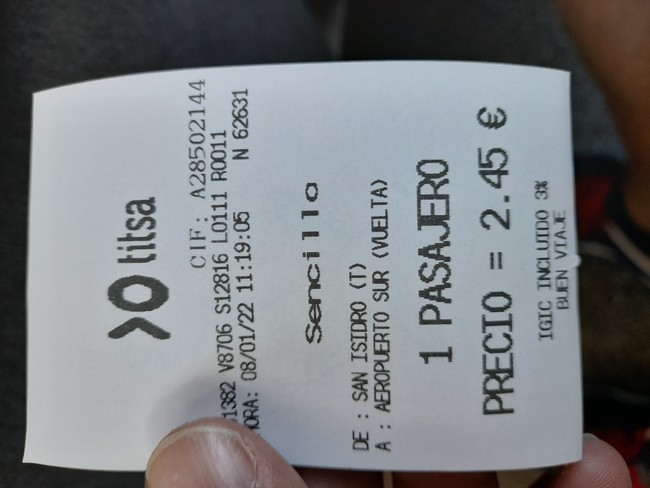 titsa
CIF: A28502144
1382 V8706 S12816 L0111 R0011
ORA: 08/01/22 11:19:05 N 62631
Sencillo
DE : SAN ISIDRO (T)
A : AEROPUERTO SUR (VUELTA)
1 PASAJERO
PRECIO = 2.45 €
IGIC INCLUIDO 3%
BUEN VIAJE